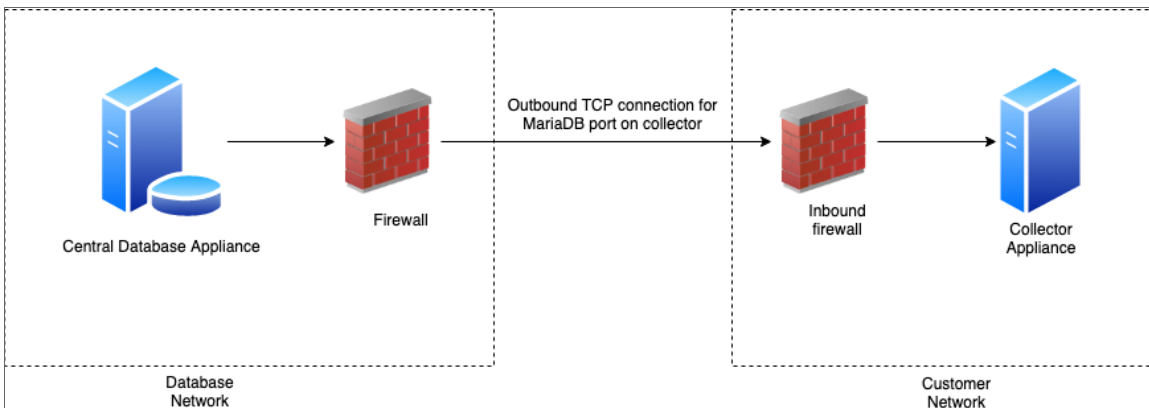 Outbound TCP connection for
MariaDB port on collector
Central Database Appliance
Firewall
Inbound
firewall
Collector
Appliance
Database
Network
Customer
Network